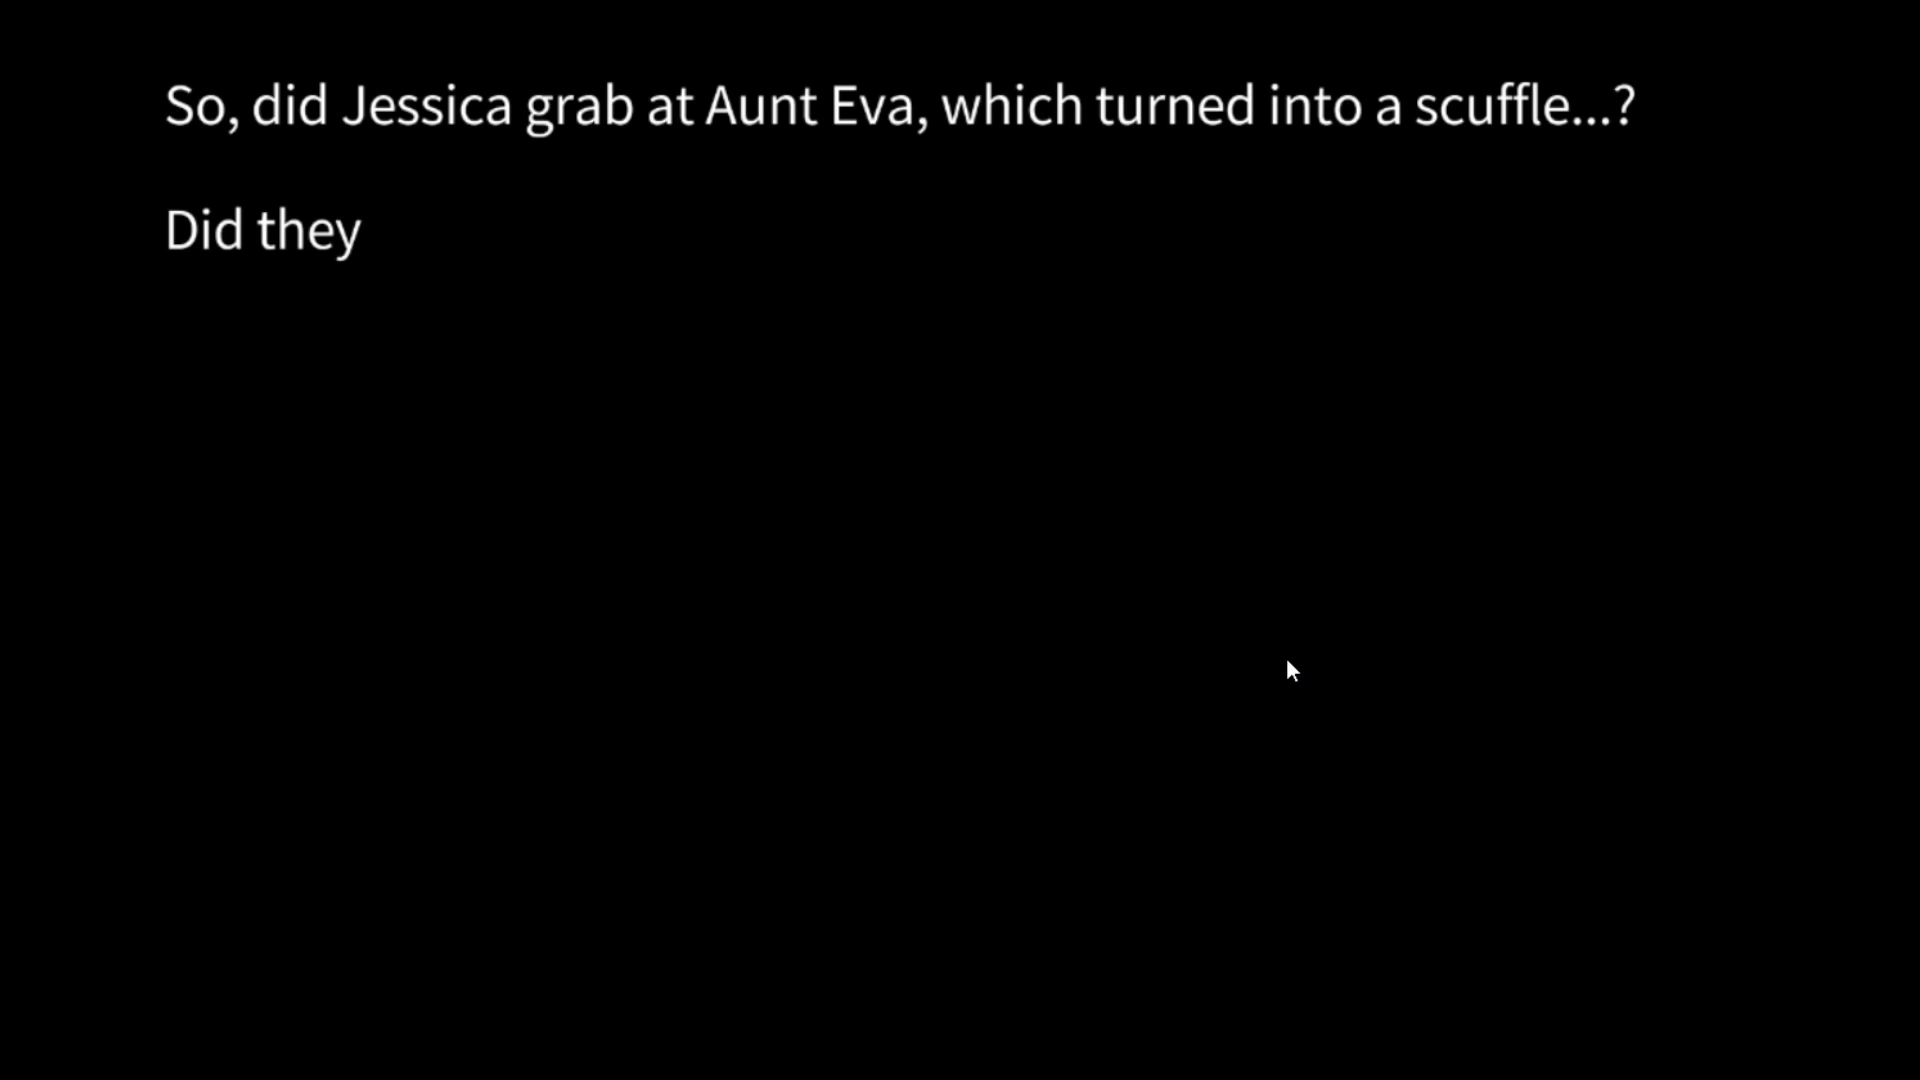 So, did Jessica grab at Aunt Eva, which turned into a scuffle...?
Did they